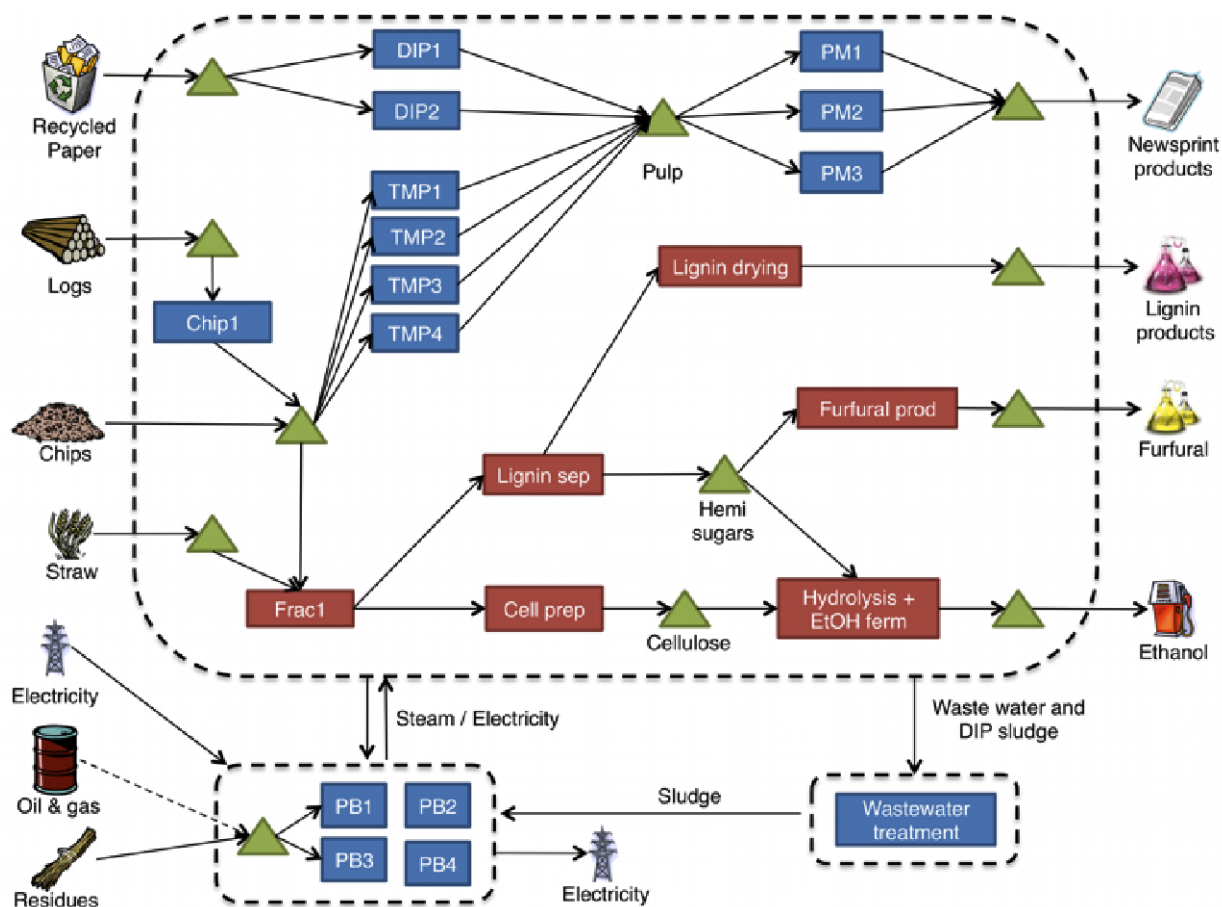 DIP1
PM1
Recycled
Paper
DIP2
PM2
Newsprint
products
Pulp
PM3
TMP1
TMP2
Logs
Lignin drying
TMP3
Lignin
products
Chip1
TMP4
Furfural prod
Chips
Furfural
Lignin sep
Hemi
sugars
Straw
Frac1
Cell prep
Hydrolysis +
EtOH ferm
Cellulose
Ethanol
Electricity
Steam / Electricity
Waste water and
DIP sludge
Oil & gas
PB1
PB2
Sludge
Wastewater
treatment
PB3
PB4
Residues
Electricity